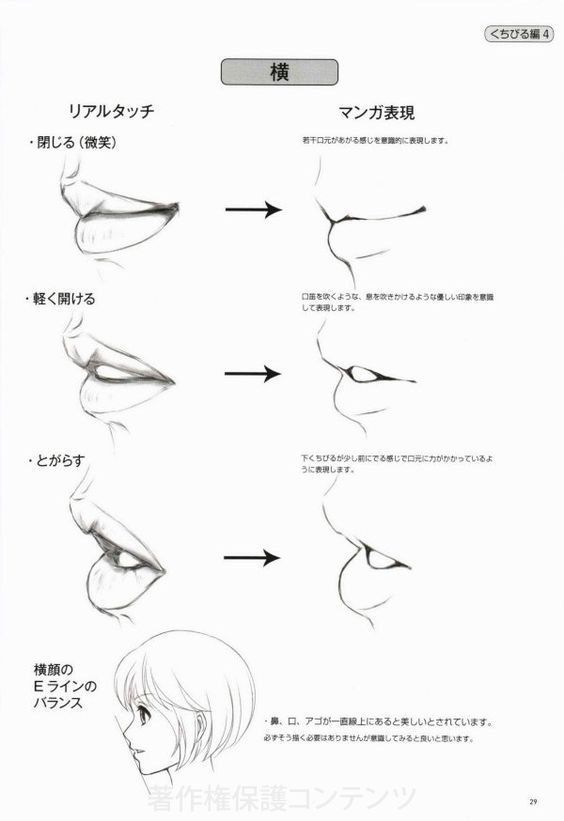 くちびる編 4
横
リアルタッチ
マンガ表現
・閉じる（微笑）
若干口元があがる感じを意識的に表現します。
・軽く開ける
口笛を吹くような、息を吹きかけるような優しい印象を意識
して表現します。
・とがらす
下くちびるが少し前にでる感じで口元に力がかかっているよ
うに表現します。
横顔の
Eラインの
バランス
・鼻、口、アゴが一直線上にあると美しいとされています。
必ずそう描く必要はありませんが意識してみると良いと思います。
著作権保護コンテンツ
29